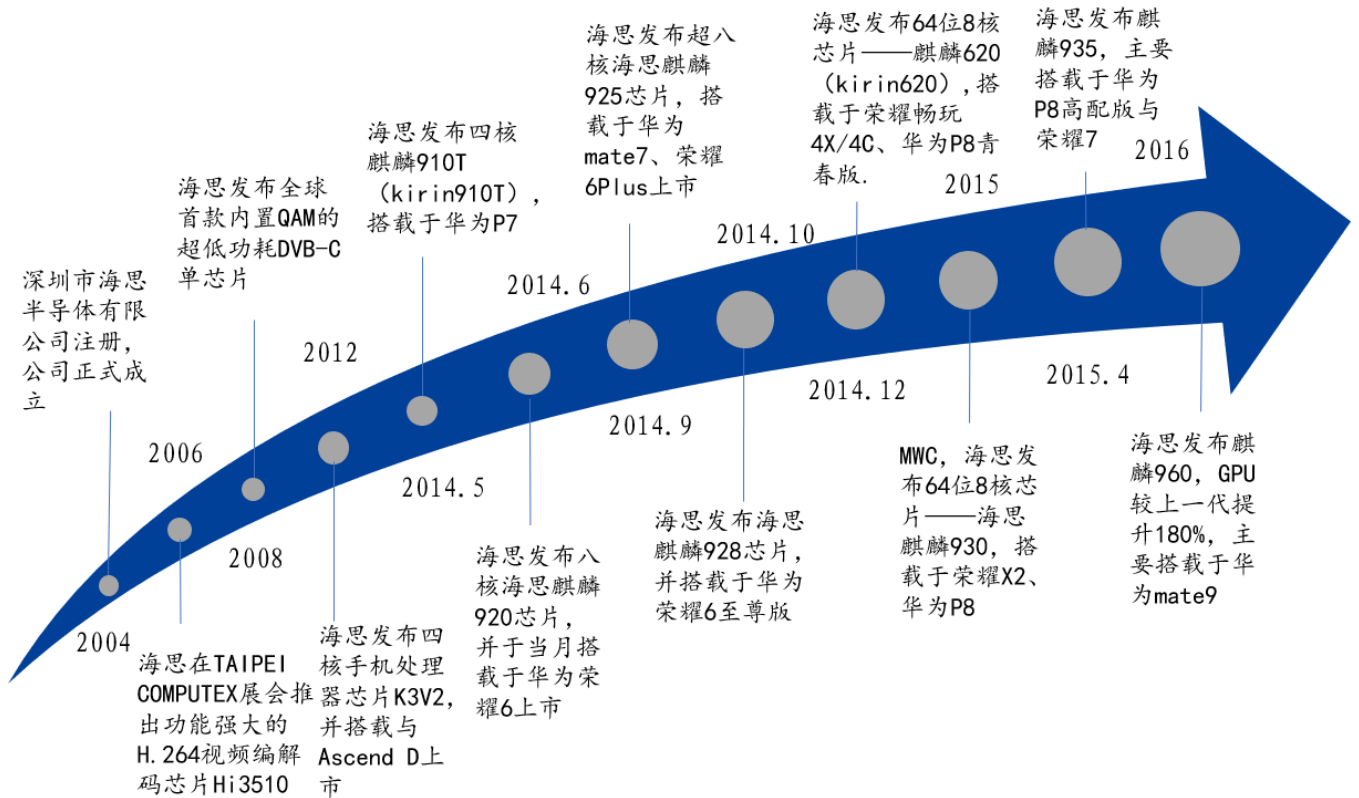 深圳市海思
半导体有限
公司注册，
公司正式成
立
2004
2006
海思在TAIPEI
COMPUTEX展会推
出功能强大的
H.264视频编解
码芯片Hi3510
海思发布全球
首款内置QAM的
超低功耗DVB-C
单芯片
2008
2012
海思发布四
核手机处理
器芯片K3V2，
并搭载与
Ascend D上
市
海思发布四核
麒麟910T
（kirin910T），
搭载于华为P7
2014.5
2014.6
海思发布八
核海思麒麟
920芯片，
并于当月搭
载于华为荣
耀6上市
海思发布超八
核海思麒麟
925芯片，搭
载于华为
mate7、荣耀
6Plus上市
2014.9
2014.10
海思发布海思
麒麟928芯片，
并搭载于华为
荣耀6至尊版
海思发布64位8核
芯片——麒麟620
（kirin620）,搭
载于荣耀畅玩
4X/4C、华为P8青
春版.
2014.12
2015
MWC，海思发
布64位8核芯
片——海思
麒麟930，搭
载于荣耀X2、
华为P8
海思发布麒
麟935，主要
搭载于华为
P8高配版与
荣耀7
2015.4
2016
海思发布麒
麟960，GPU
较上一代提
升180%，主
要搭载于华
为mate9